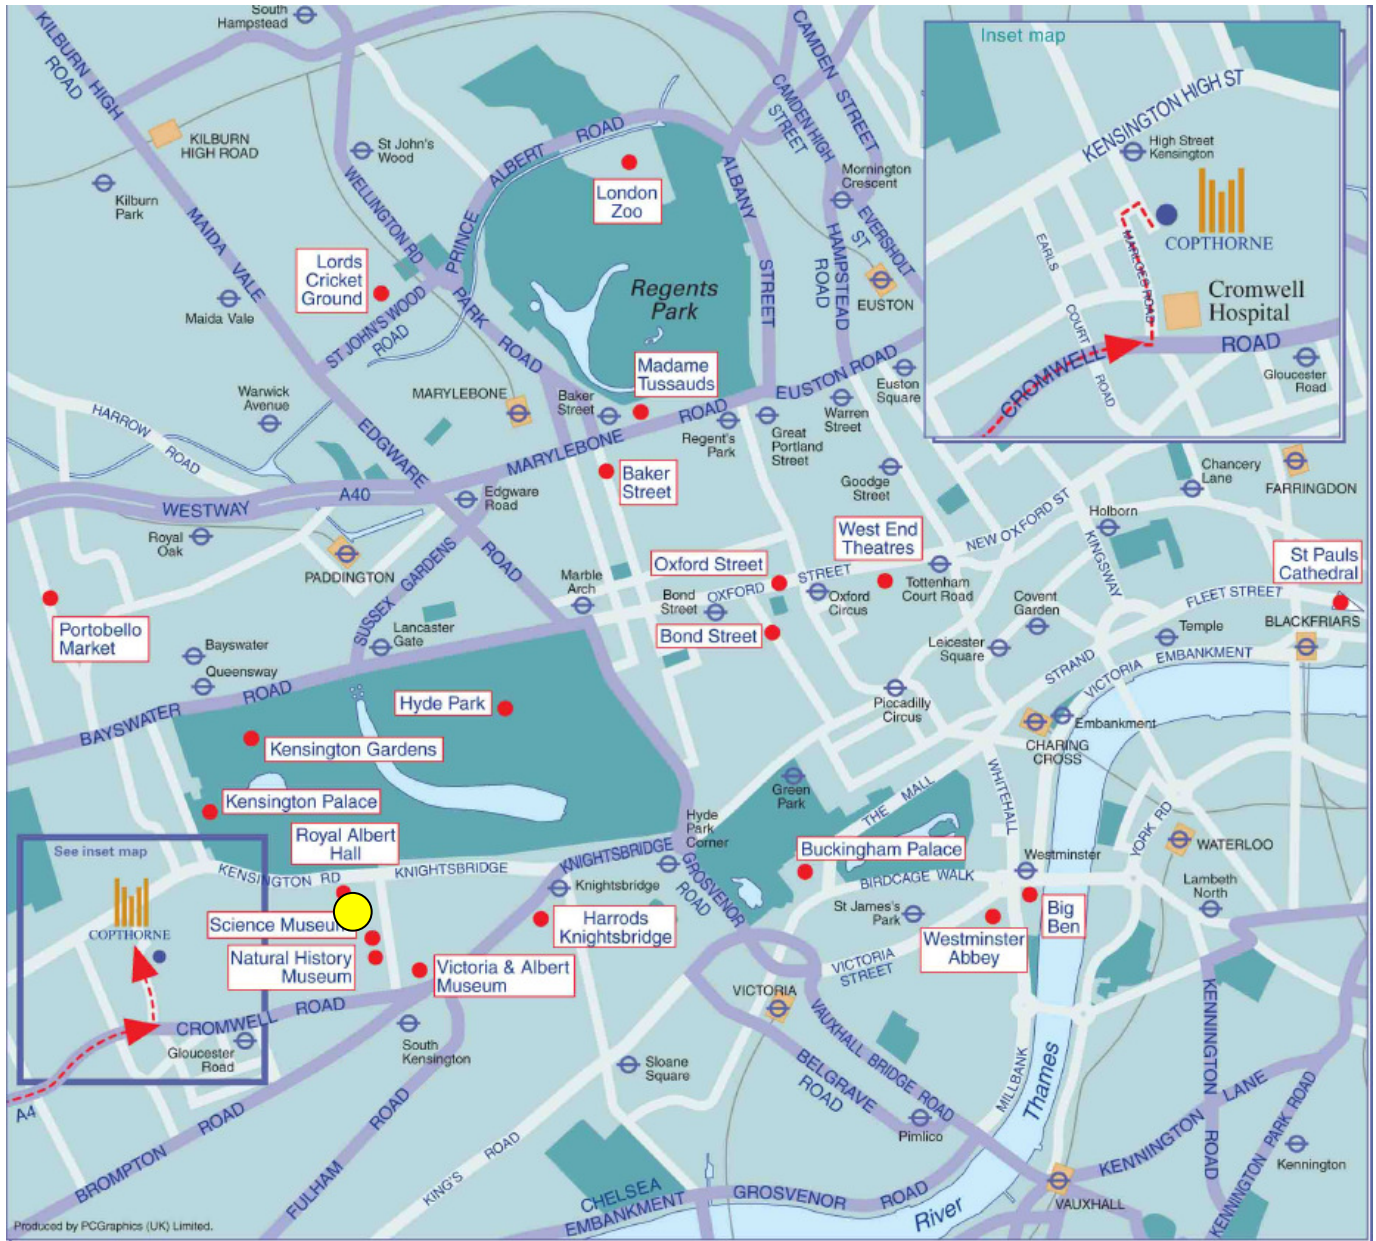 South
Hampstead
KILBURN HIGH
ROAD
KILBURN
HIGH ROAD
St John's
Wood
Kilburn
Park
WELLINGTON RD
PRINCE
ALBERT
ROAD
London
Zoo
CAMDEN
STREET
CAMDEN HIGH
STREET
ALBANY
STREET
Mornington
Crescent
EVERSHOLT
ST
HAMPSTEAD
ROAD
EUSTON
Inset map
KENSINGTON HIGH ST
High Street
Kensington
COPTHORNE
EARLS
COURT
ROAD
MARLOES ROAD
Cromwell
Hospital
CROMWELL
ROAD
Gloucester
Road
MAIDA VALE
Maida Vale
Lords
Cricket
Ground
ST JOHN'S WOOD
ROAD
PARK
ROAD
Regents
Park
Madame
Tussauds
Warwick
Avenue
MARYLEBONE
Baker
Street
MARYLEBONE
ROAD
EUSTON ROAD
Euston
Square
Warren
Street
Regent's
Park
Great
Portland
Street
Goodge
Street
HARROW
ROAD
EDGWARE
ROAD
WESTWAY
A40
Edgware
Road
Baker
Street
Chancery
Lane
FARRINGDON
Holborn
Royal
Oak
PADDINGTON
SUSSEX GARDENS
Marble
Arch
West End
Theatres
NEW OXFORD ST
KINGSWAY
Oxford Street
OXFORD
STREET
Bond
Street
Oxford
Circus
Tottenham
Court Road
Covent
Garden
St Pauls
Cathedral
FLEET STREET
BLACKFRIARS
Portobello
Market
Bayswater
Queensway
Lancaster
Gate
Bond Street
Leicester
Square
Temple
STRAND
VICTORIA
EMBANKMENT
BAYSWATER
ROAD
Hyde Park
Piccadilly
Circus
Embankment
CHARING
CROSS
Kensington Gardens
Kensington Palace
Green
Park
THE MALL
WHITEHALL
YORK RD
WATERLOO
Royal Albert
Hall
Hyde
Park
Corner
See inset map
KENSINGTON RD
KNIGHTSBRIDGE
KNIGHTSBRIDGE
Knightsbridge
GROSVENOR
ROAD
Buckingham Palace
BIRDCAGE WALK
Westminster
Lambeth
North
COPTHORNE
Science Museum
Harrods
Knightsbridge
St James's
Park
Big
Ben
Westminster
Abbey
Natural History
Museum
Victoria & Albert
Museum
VICTORIA
STREET
VICTORIA
CROMWELL
ROAD
Gloucester
Road
South
Kensington
Sloane
Square
VAUXHALL BRIDGE ROAD
BELGRAVE
ROAD
MILLBANK
Thames
KENNINGTON
ROAD
KENNINGTON
LANE
KENNINGTON PARK ROAD
A4
BROMPTON
ROAD
FULHAM
ROAD
KING'S
ROAD
Pimlico
Kennington
CHELSEA
EMBANKMENT
GROSVENOR
ROAD
River
VAUXHALL
Produced by PCGraphics (UK) Limited.